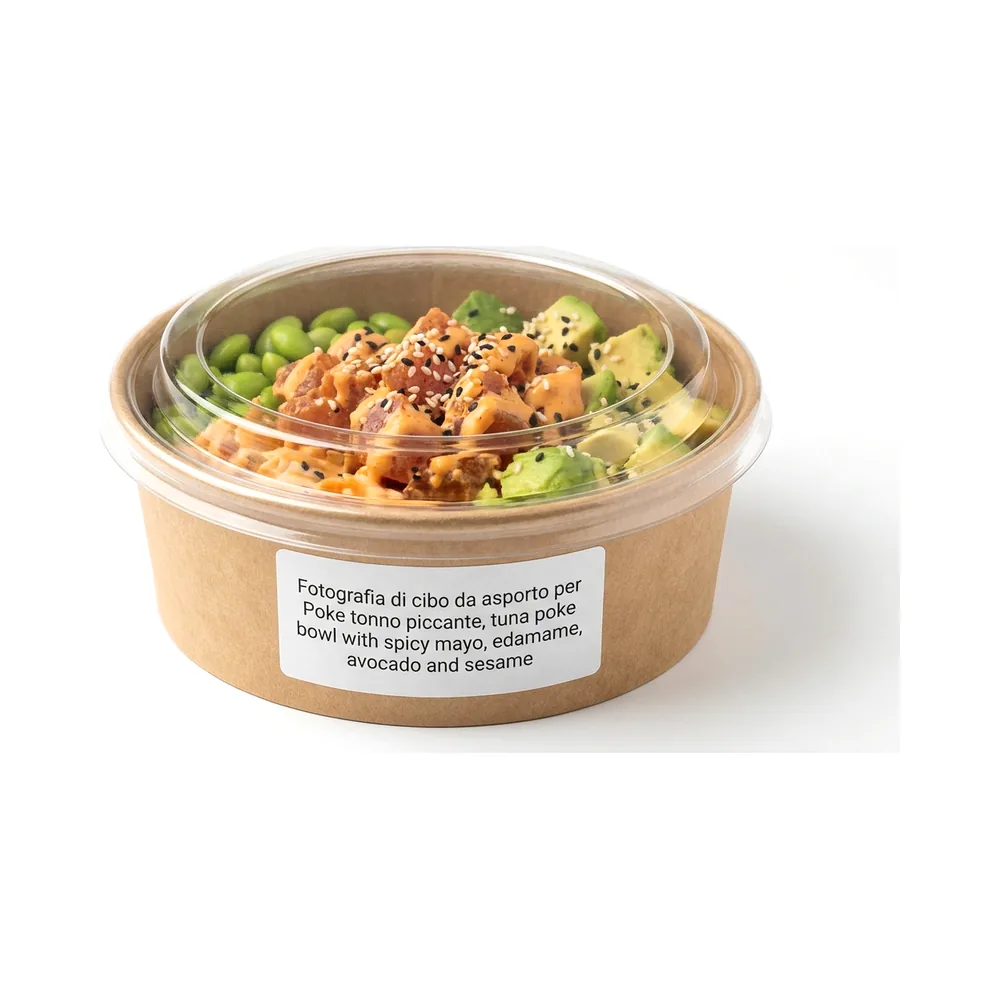 Fotografia di cibo da asporto per
Poke tonno piccante, tuna poke
bowl with spicy mayo, edamame,
avocado and sesame